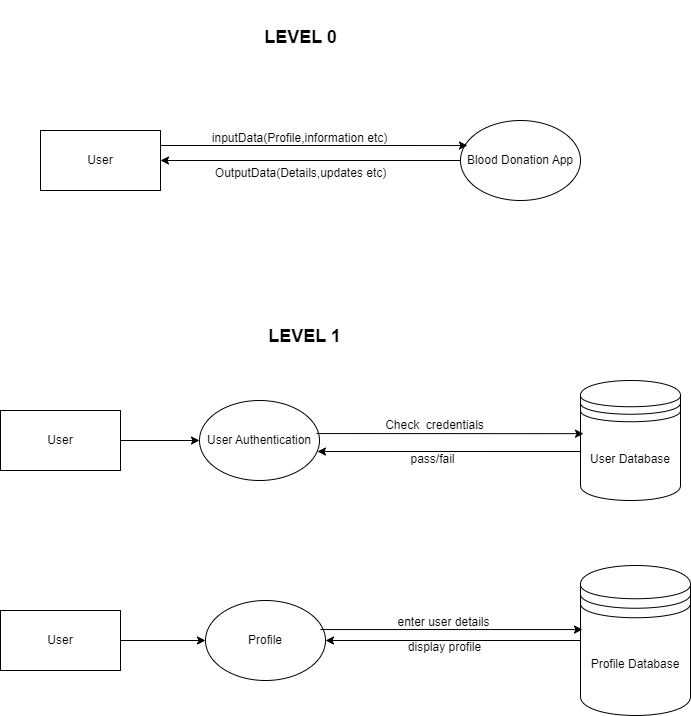 LEVEL 0
inputData(Profile,information etc)
User
Blood Donation App
OutputData(Details,updates etc)
LEVEL 1
Check  credentials
User
User Authentication
User Database
pass/fail
enter user details
User
Profile
display profile
Profile Database